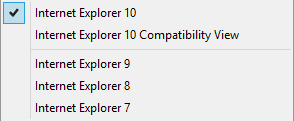 Internet Explorer 10
Internet Explorer 10 Compatibility View
Internet Explorer 9
Internet Explorer 8
Internet Explorer 7